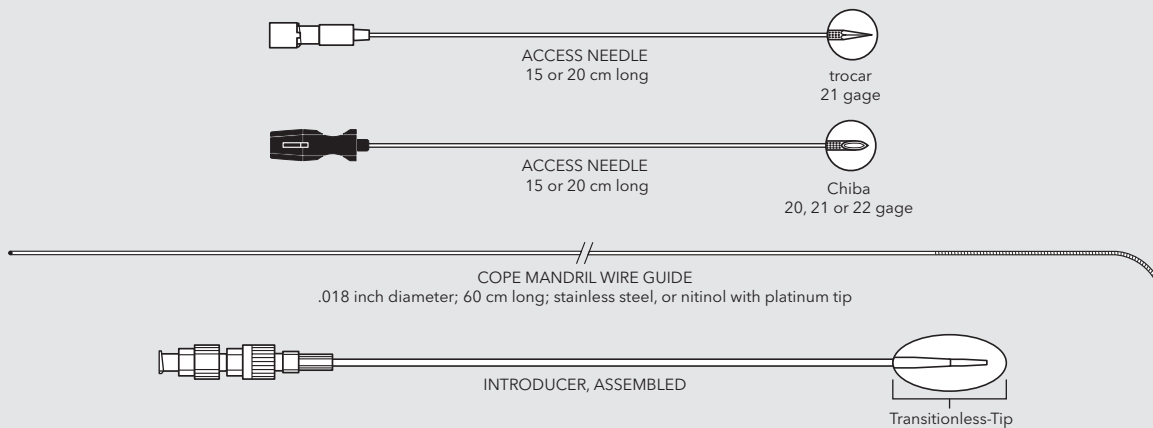 ACCESS NEEDLE
15 or 20 cm long
trocar
21 gage
ACCESS NEEDLE
15 or 20 cm long
Chiba
20, 21 or 22 gage
COPE MANDRIL WIRE GUIDE
.018 inch diameter; 60 cm long; stainless steel, or nitinol with platinum tip
INTRODUCER, ASSEMBLED
Transitionless-Tip